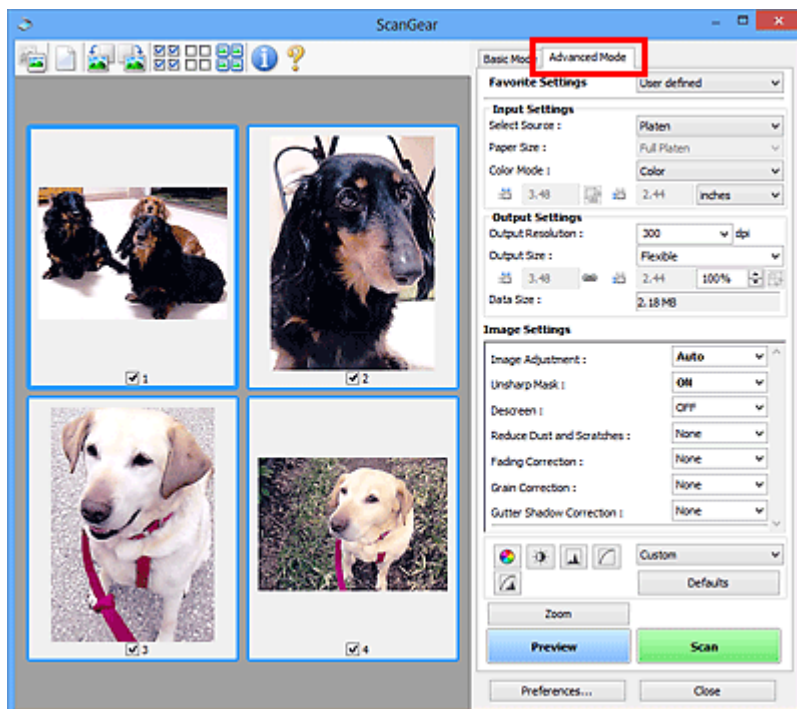 ScanGear
Basic Mode Advanced Mode
Favorite Settings User defined
Input Settings
Select Source : Platen
Paper Size : Full Platen
Color Mode : Color
3.48 2.44 inches
Output Settings
Output Resolution : 300 dpi
Output Size : Flexible
3.48 2.44 100%
Data Size : 2.18 MB
Image Settings
Image Adjustment : Auto
Unsharp Mask : ON
Descreen : OFF
Reduce Dust and Scratches : None
Fading Correction : None
Grain Correction : None
Gutter Shadow Correction : None
Custom
Defaults
Zoom
Preview Scan
Preferences... Close
1
2
3
4